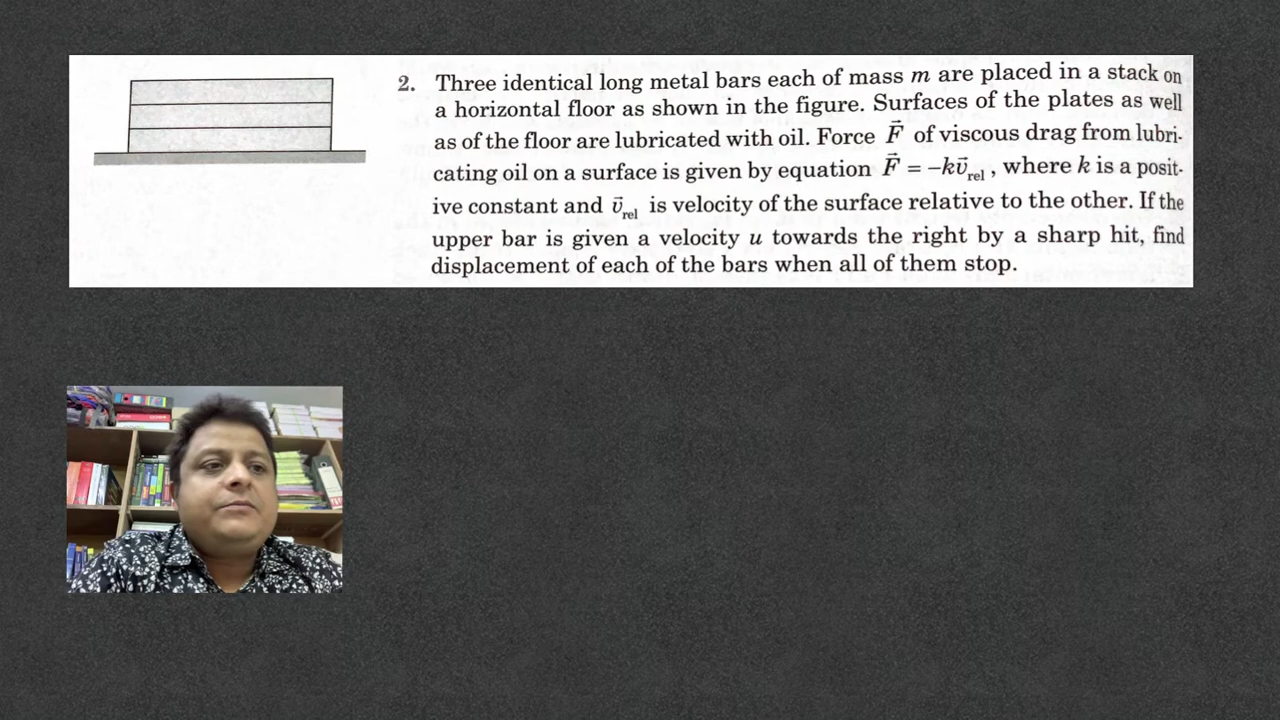 2. Three identical long metal bars each of mass m are placed in a stack on
a horizontal floor as shown in the figure. Surfaces of the plates as well
as of the floor are lubricated with oil. Force F⃗ of viscous drag from lubri-
cating oil on a surface is given by equation F⃗ = −kv⃗rel , where k is a posit-
ive constant and v⃗rel is velocity of the surface relative to the other. If the
upper bar is given a velocity u towards the right by a sharp hit, find
displacement of each of the bars when all of them stop.